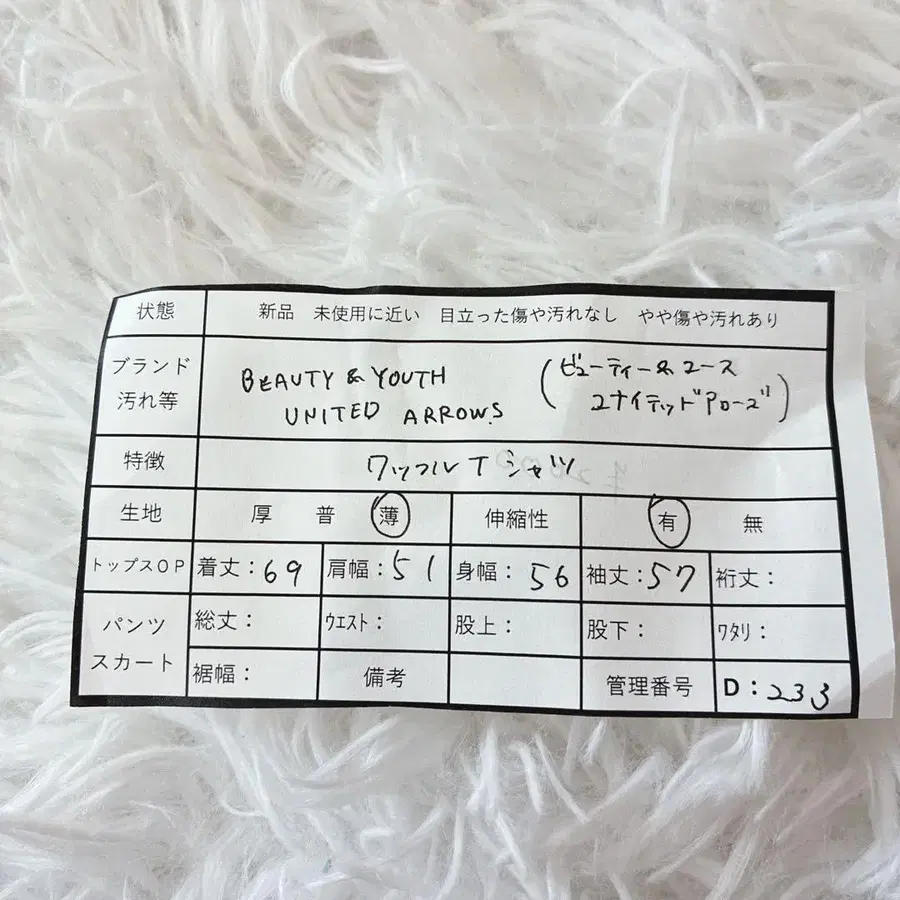 状態 新品 未使用に近い 目立った傷や汚れなし やや傷や汚れあり
ブランド 汚れ等
BEAUTY & YOUTH
UNITED ARROWS.
(ビューティー&ユース
ユナイテッドアローズ)
特徴 ワッフルTシャツ
生地 厚 普 薄 伸縮性 有 無
トップスOP 着丈:69 肩幅:51 身幅:56 袖丈:57 裄丈:
パンツ スカート
総丈: ウエスト: 股上: 股下: ワタリ:
裾幅: 備考 管理番号 D:233